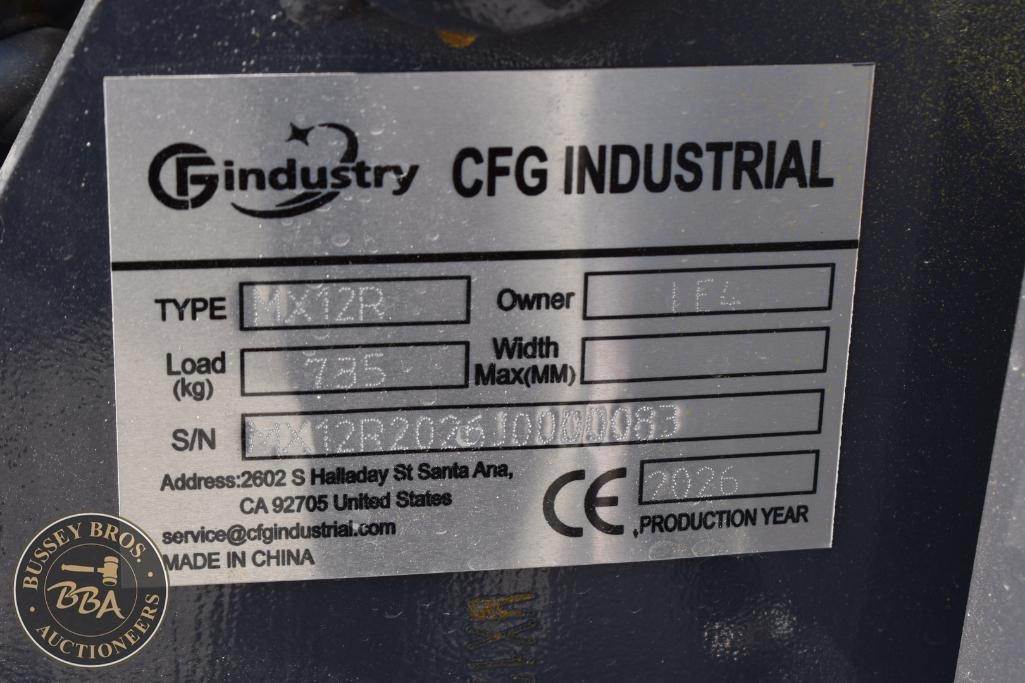 CFGindustry CFG INDUSTRIAL
TYPE MX12R Owner
Load (kg) 735 Width Max(MM)
S/N MX12R2026J0000083
Address:2602 S Halladay St Santa Ana,
CA 92705 United States
service@cfgindustrial.com
MADE IN CHINA
CE 2026
,PRODUCTION YEAR
BUSSEY BROS.
BBA
AUCTIONEERS